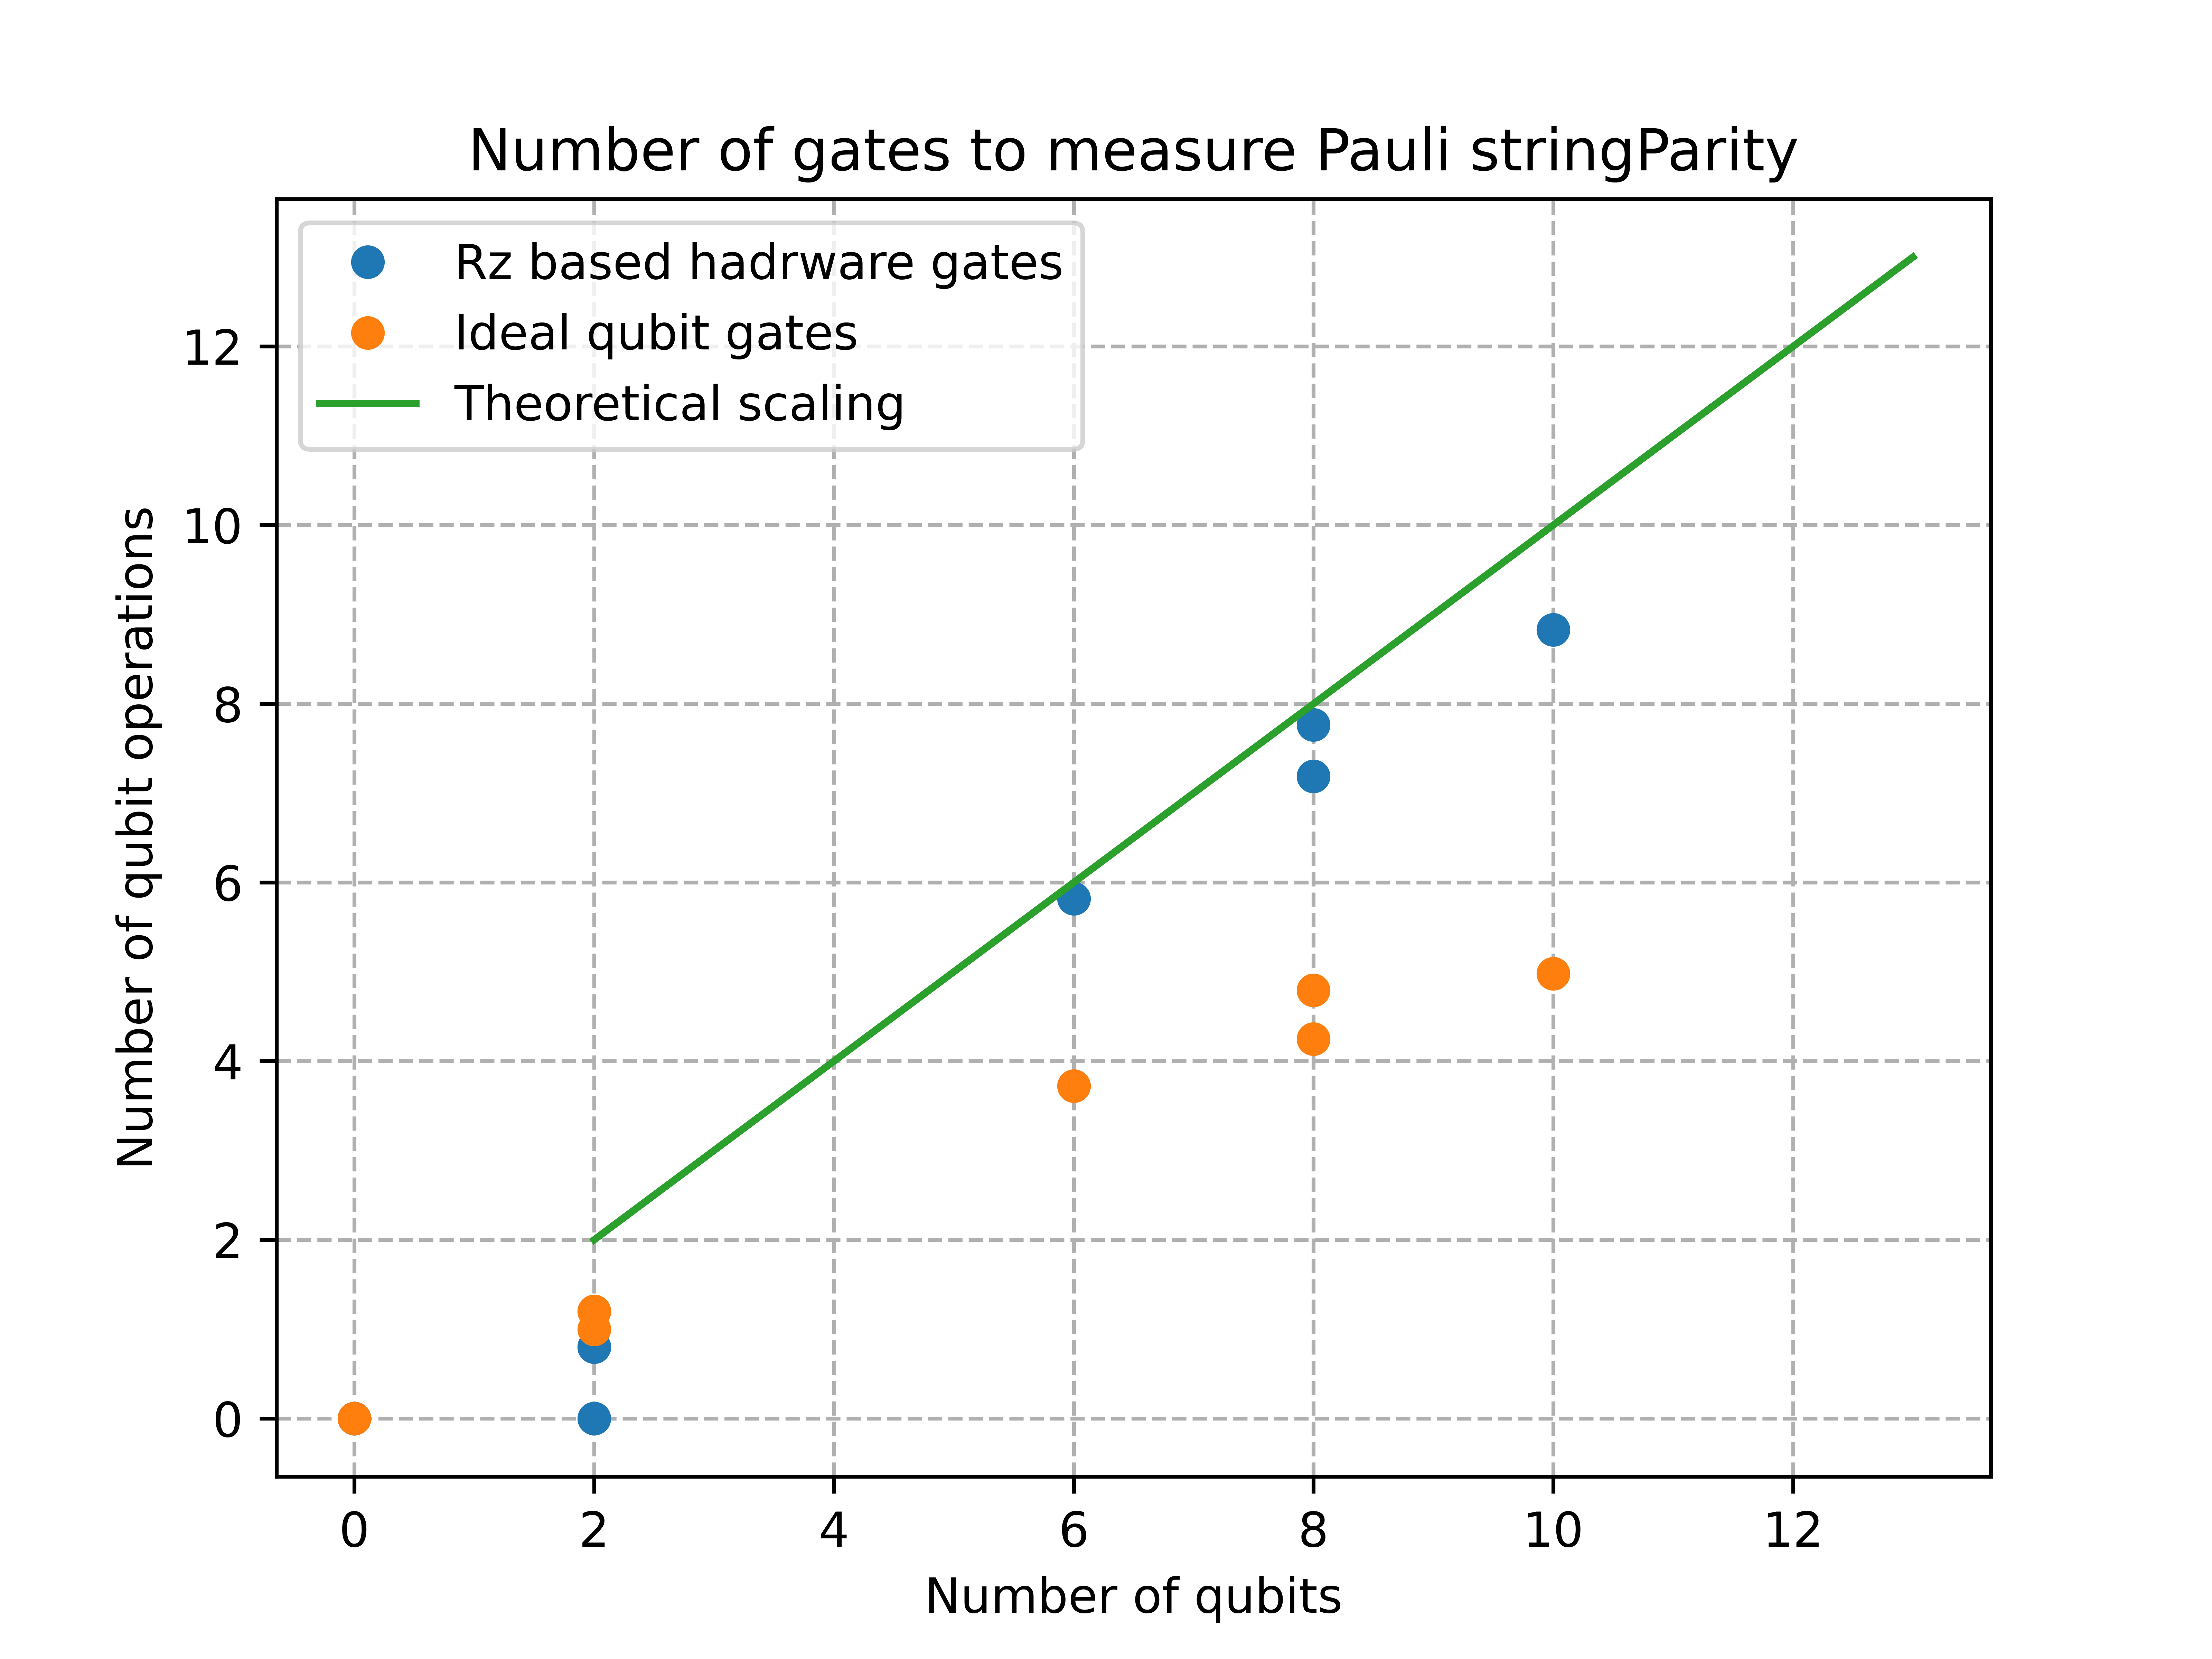 Number of gates to measure Pauli stringParity
Rz based hadrware gates
Ideal qubit gates
Theoretical scaling
Number of qubit operations
12
10
8
6
4
2
0
0 2 4 6 8 10 12
Number of qubits